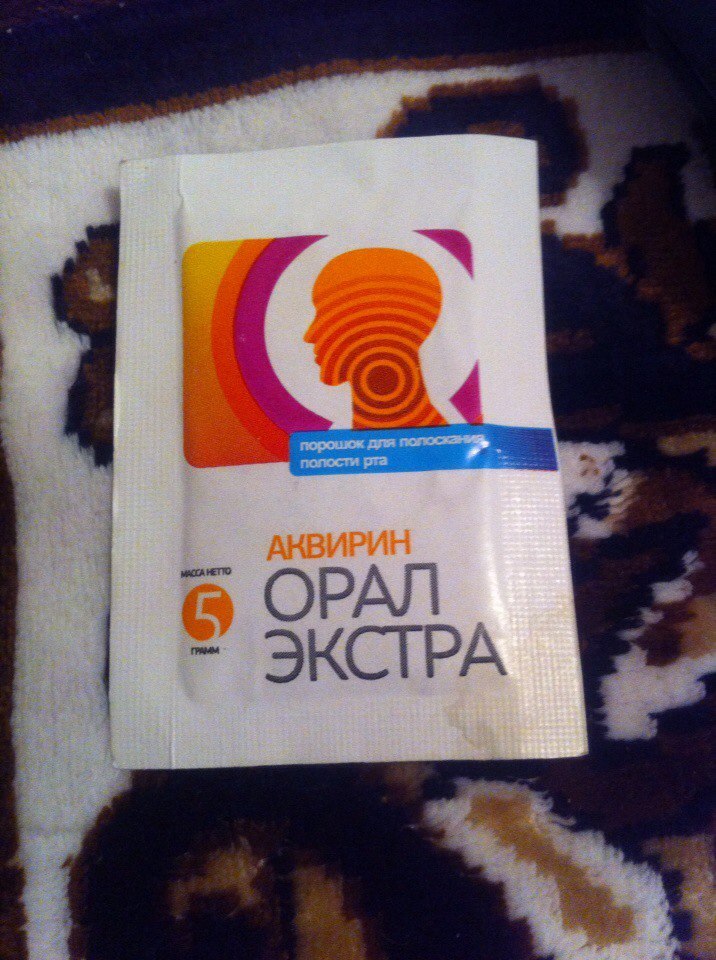 порошок для полоскания
полости рта
АКВИРИН
ОРАЛ
ЭКСТРА
МАССА НЕТТО
5
ГРАММ